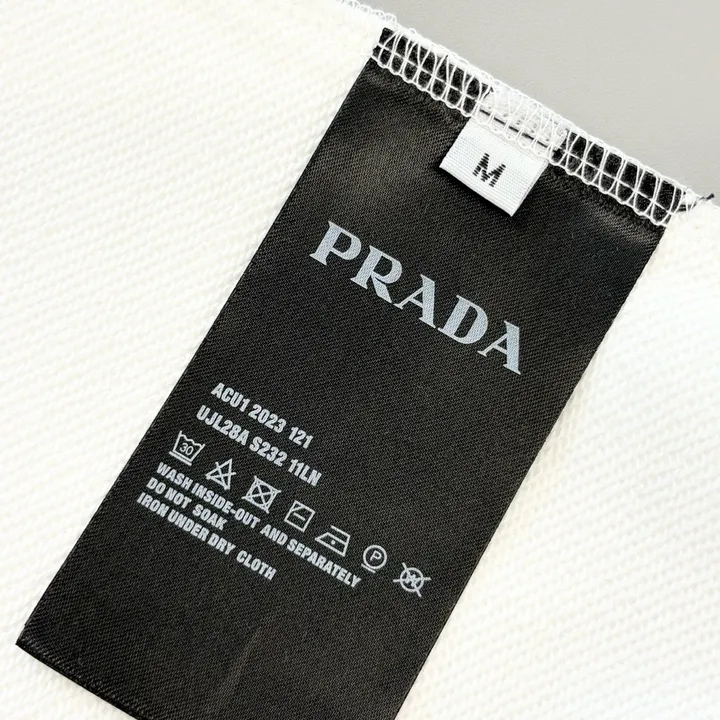 M
PRADA
ACU1 2023 121
UJL28A S232 11LN
30
P
W
WASH INSIDE-OUT AND SEPARATELY
DO NOT SOAK
IRON UNDER DRY CLOTH